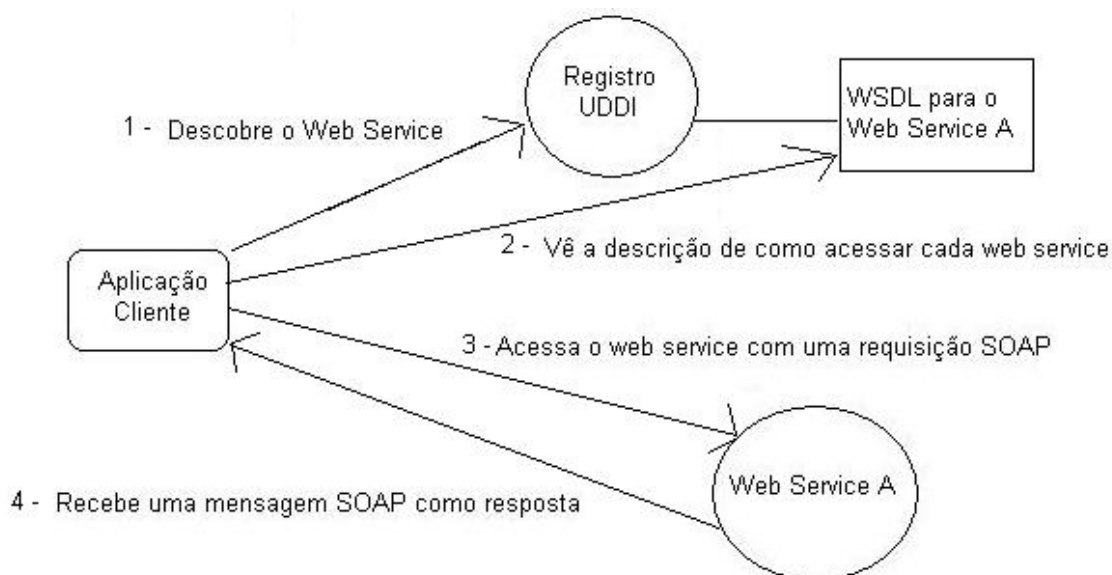 Registro
UDDI
WSDL para o
Web Service A
1 - Descobre o Web Service
2 - Vê a descrição de como acessar cada web service
Aplicação
Cliente
3 - Acessa o web service com uma requisição SOAP
Web Service A
4 - Recebe uma mensagem SOAP como resposta